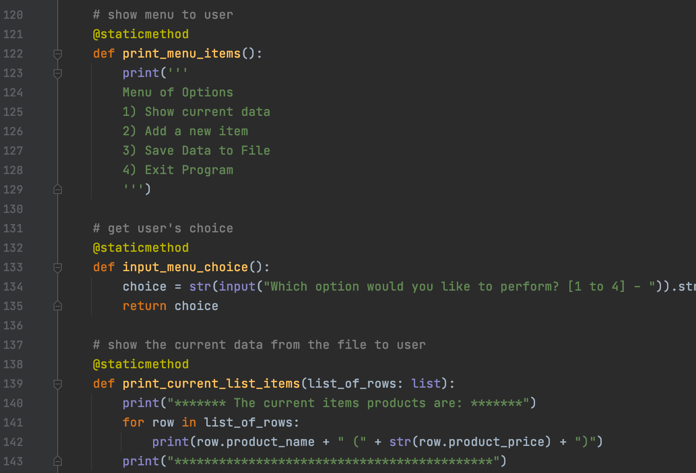 120 # show menu to user
121 @staticmethod
122 def print_menu_items():
123 print('''
124 Menu of Options
125 1) Show current data
126 2) Add a new item
127 3) Save Data to File
128 4) Exit Program
129 ''')
130
131 # get user's choice
132 @staticmethod
133 def input_menu_choice():
134 choice = str(input("Which option would you like to perform? [1 to 4] - ")).str
135 return choice
136
137 # show the current data from the file to user
138 @staticmethod
139 def print_current_list_items(list_of_rows: list):
140 print("******* The current items products are: *******")
141 for row in list_of_rows:
142 print(row.product_name + " (" + str(row.product_price) + ")")
143 print("*******************************************")